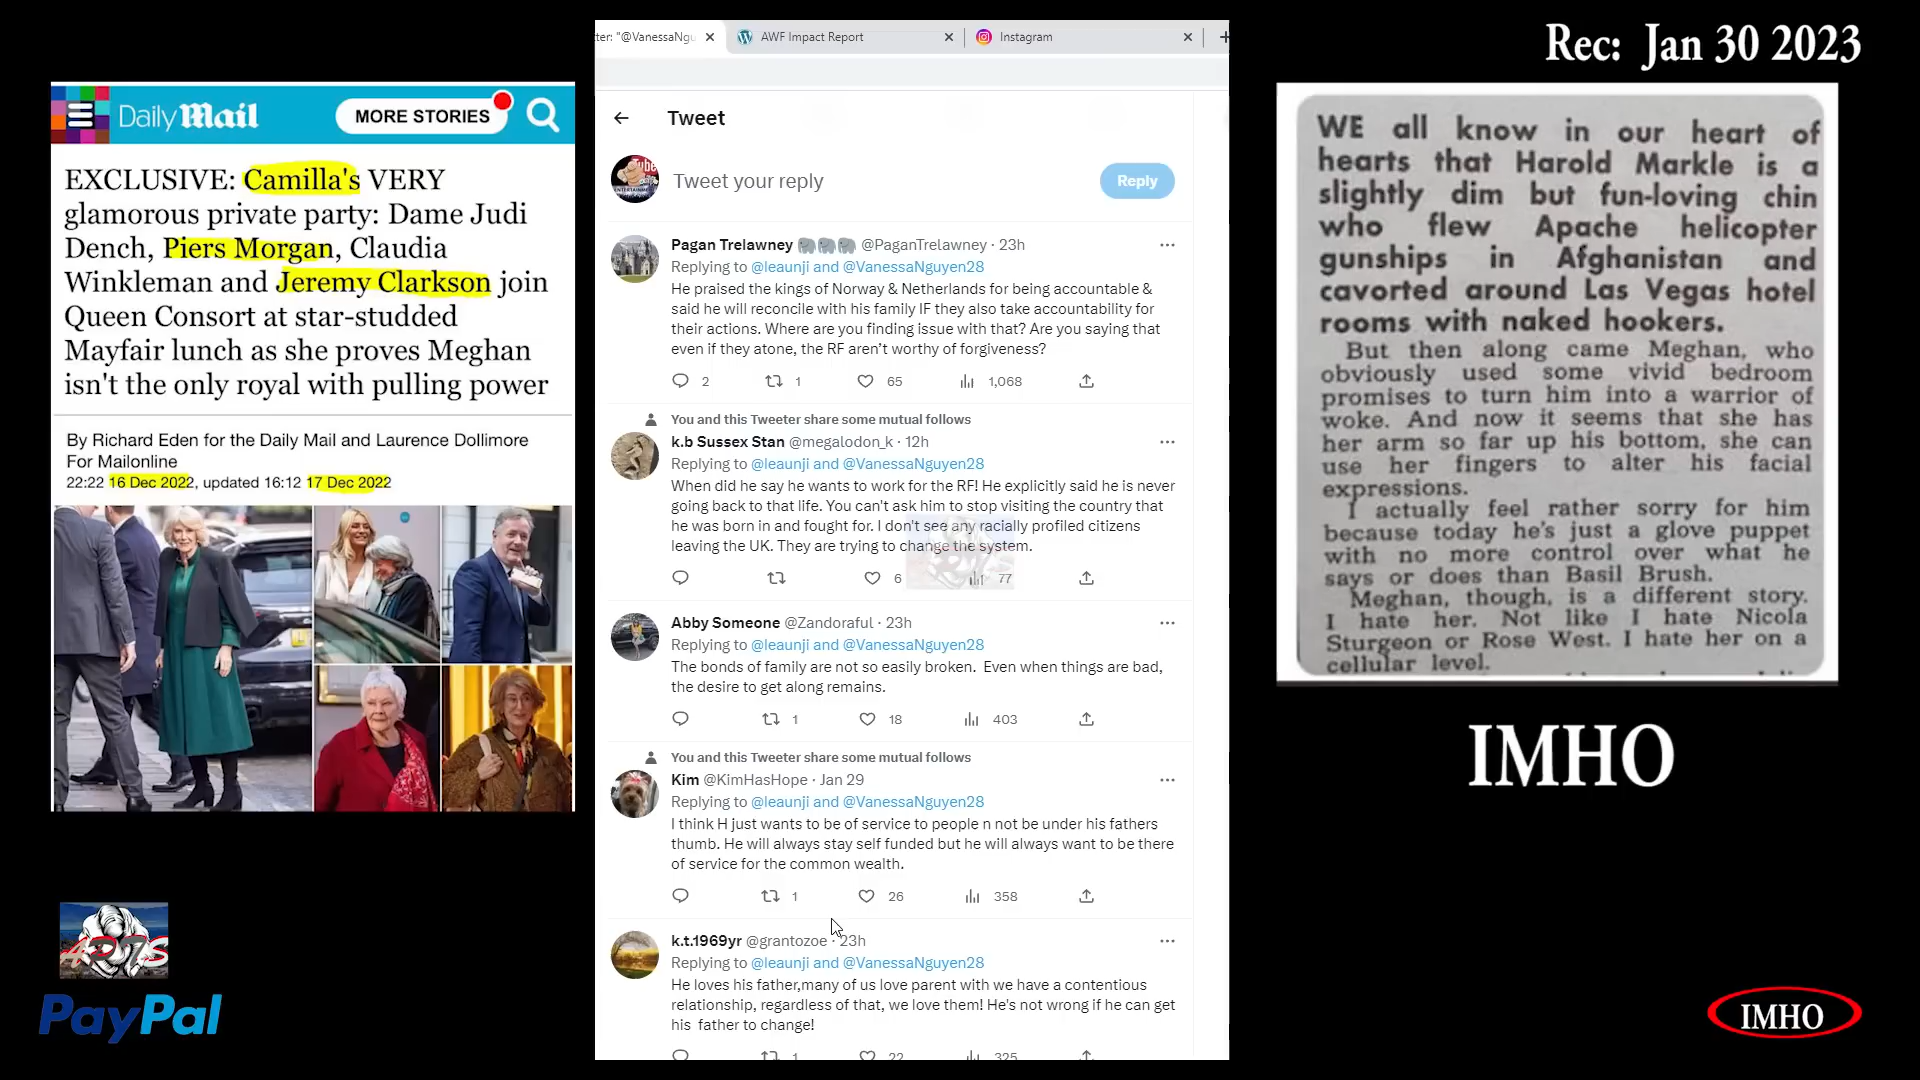 Rec: Jan 30 2023
Daily Mail
MORE STORIES
EXCLUSIVE: Camilla's VERY
glamorous private party: Dame Judi
Dench, Piers Morgan, Claudia
Winkleman and Jeremy Clarkson join
Queen Consort at star-studded
Mayfair lunch as she proves Meghan
isn't the only royal with pulling power
By Richard Eden for the Daily Mail and Laurence Dollimore
For Mailonline
22:22 16 Dec 2022, updated 16:12 17 Dec 2022
PayPal
ter: "@VanessaNgu
AWF Impact Report
Instagram
Tweet
Tweet your reply
Reply
Pagan Trelawney @PaganTrelawney · 23h
Replying to @leaunji and @VanessaNguyen28
He praised the kings of Norway & Netherlands for being accountable &
said he will reconcile with his family IF they also take accountability for
their actions. Where are you finding issue with that? Are you saying that
even if they atone, the RF aren't worthy of forgiveness?
2 1 65 1,068
You and this Tweeter share some mutual follows
k.b Sussex Stan @megalodon_k · 12h
Replying to @leaunji and @VanessaNguyen28
When did he say he wants to work for the RF! He explicitly said he is never
going back to that life. You can't ask him to stop visiting the country that
he was born in and fought for. I don't see any racially profiled citizens
leaving the UK. They are trying to change the system.
6 77
Abby Someone @Zandoraful · 23h
Replying to @leaunji and @VanessaNguyen28
The bonds of family are not so easily broken. Even when things are bad,
the desire to get along remains.
1 18 403
You and this Tweeter share some mutual follows
Kim @KimHasHope · Jan 29
Replying to @leaunji and @VanessaNguyen28
I think H just wants to be of service to people n not be under his fathers
thumb. He will always stay self funded but he will always want to be there
of service for the common wealth.
1 26 358
k.t.1969yr @grantozoe · 23h
Replying to @leaunji and @VanessaNguyen28
He loves his father,many of us love parent with we have a contentious
relationship, regardless of that, we love them! He's not wrong if he can get
his father to change!
1 22 325
WE all know in our heart of
hearts that Harold Markle is a
slightly dim but fun-loving chin
who flew Apache helicopter
gunships in Afghanistan and
cavorted around Las Vegas hotel
rooms with naked hookers.
But then along came Meghan, who
obviously used some vivid bedroom
promises to turn him into a warrior of
woke. And now it seems that she has
her arm so far up his bottom, she can
use her fingers to alter his facial
expressions.
I actually feel rather sorry for him
because today he's just a glove puppet
with no more control over what he
says or does than Basil Brush.
Meghan, though, is a different story.
I hate her. Not like I hate Nicola
Sturgeon or Rose West. I hate her on a
cellular level.
IMHO
IMHO